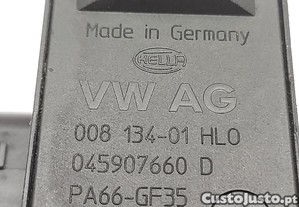 Made in Germany
HELLA
VW AG
008 134-01 HL0
045907660 D
PA66-GF35
CustoJusto.pt